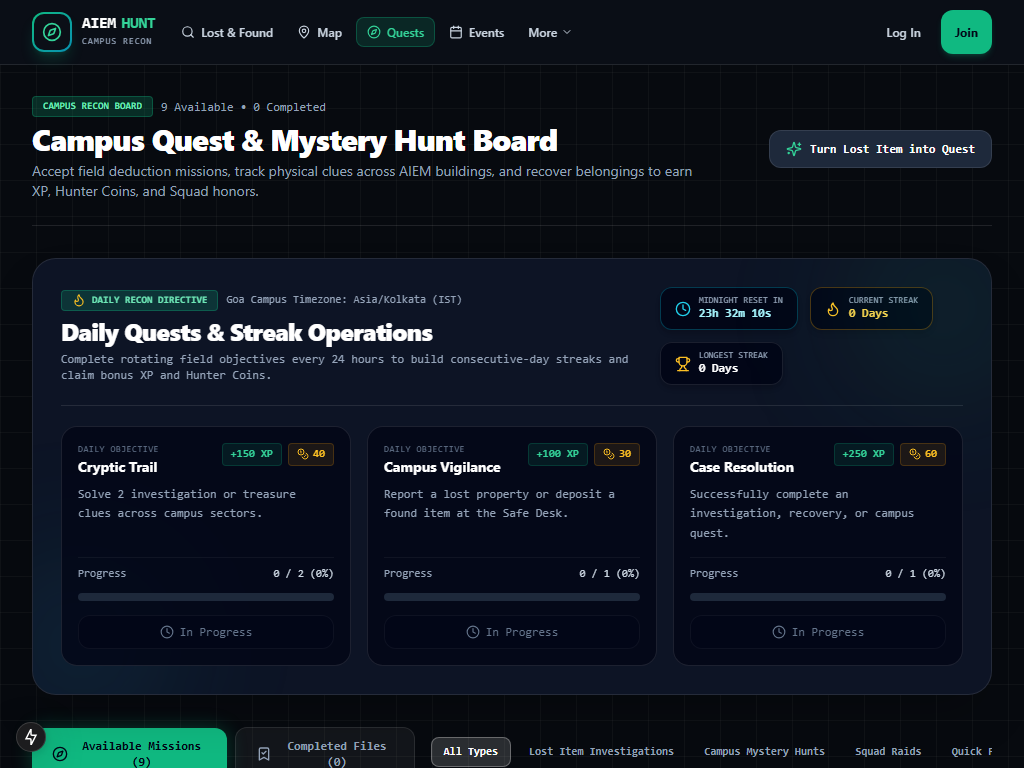 AIEM HUNT
CAMPUS RECON
Lost & Found
Map
Quests
Events
More
Log In
Join
CAMPUS RECON BOARD
9 Available • 0 Completed
Campus Quest & Mystery Hunt Board
Accept field deduction missions, track physical clues across AIEM buildings, and recover belongings to earn
XP, Hunter Coins, and Squad honors.
Turn Lost Item into Quest
DAILY RECON DIRECTIVE
Goa Campus Timezone: Asia/Kolkata (IST)
Daily Quests & Streak Operations
Complete rotating field objectives every 24 hours to build consecutive-day streaks and
claim bonus XP and Hunter Coins.
MIDNIGHT RESET IN
23h 32m 10s
CURRENT STREAK
0 Days
LONGEST STREAK
0 Days
DAILY OBJECTIVE
Cryptic Trail
+150 XP
40
Solve 2 investigation or treasure
clues across campus sectors.
Progress
0 / 2 (0%)
In Progress
DAILY OBJECTIVE
Campus Vigilance
+100 XP
30
Report a lost property or deposit a
found item at the Safe Desk.
Progress
0 / 1 (0%)
In Progress
DAILY OBJECTIVE
Case Resolution
+250 XP
60
Successfully complete an
investigation, recovery, or campus
quest.
Progress
0 / 1 (0%)
In Progress
Available Missions
(9)
Completed Files
(0)
All Types
Lost Item Investigations
Campus Mystery Hunts
Squad Raids
Quick F